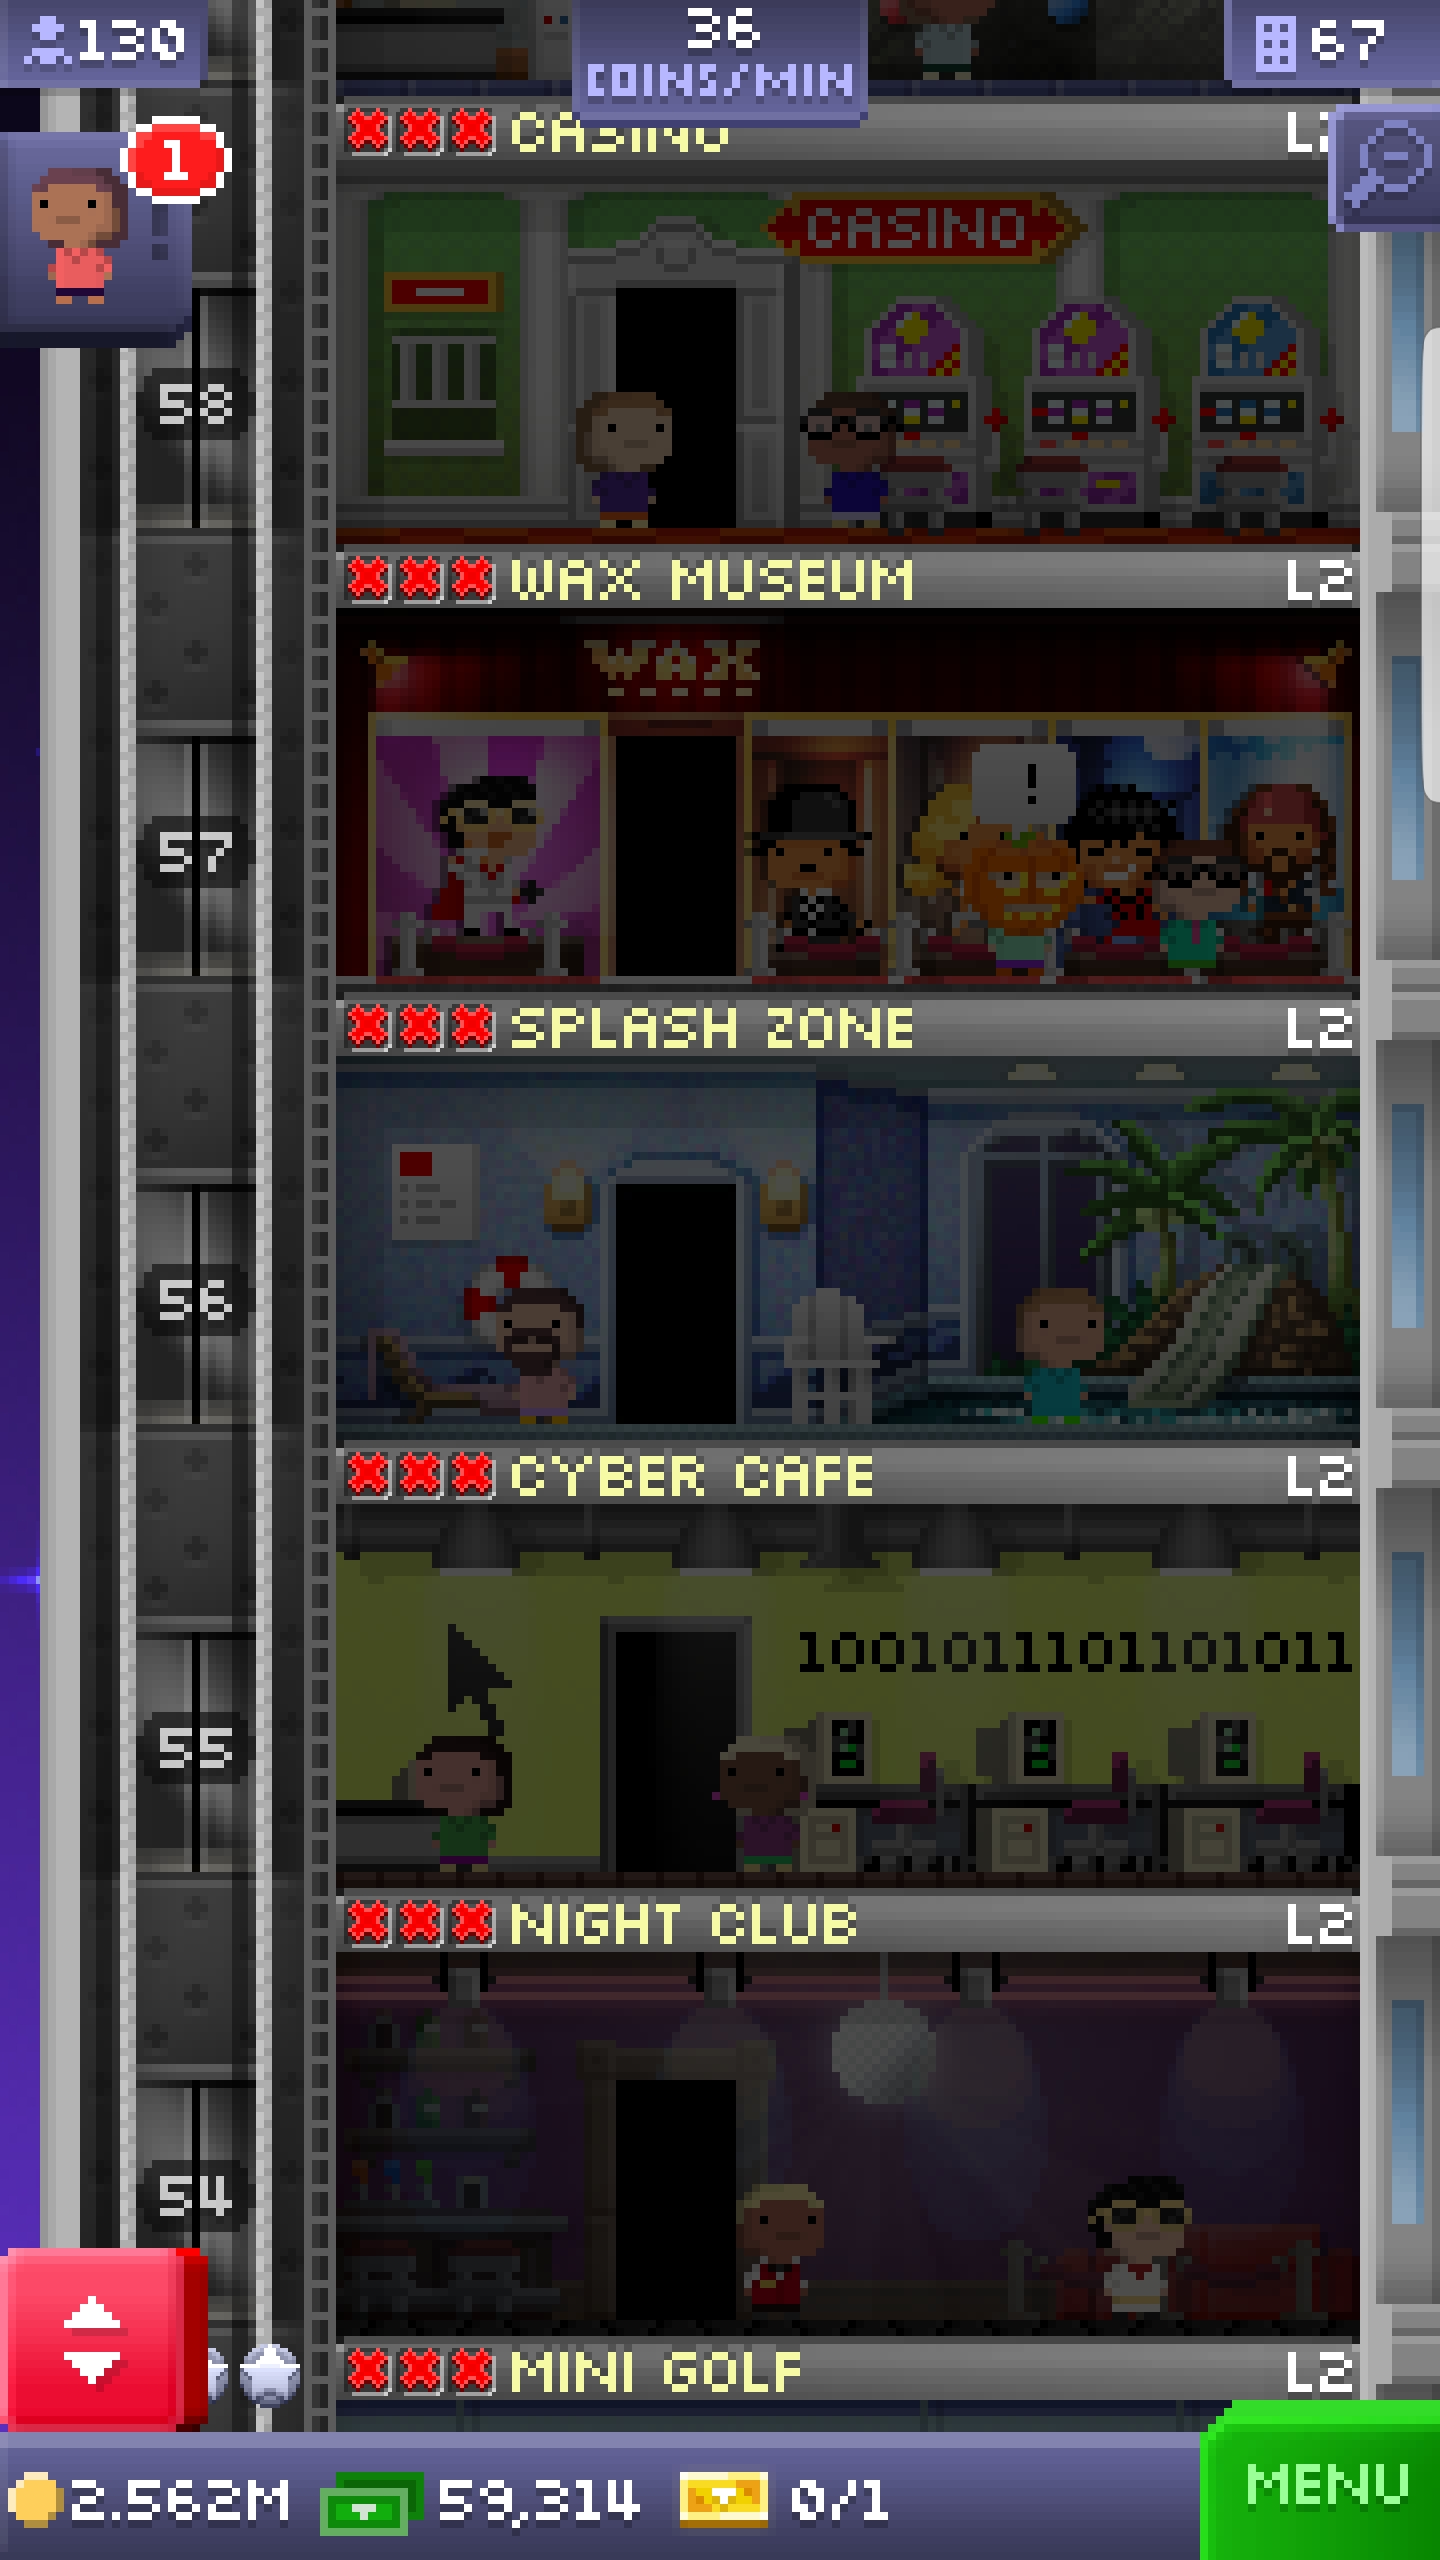 130
36
COINS/MIN
67
1
CASINO
CASINO
58
WAX MUSEUM L2
WAX
!
57
SPLASH ZONE L2
56
CYBER CAFE L2
1001011101101011
55
NIGHT CLUB L2
54
MINI GOLF L2
2.562M 59,314 0/1
MENU